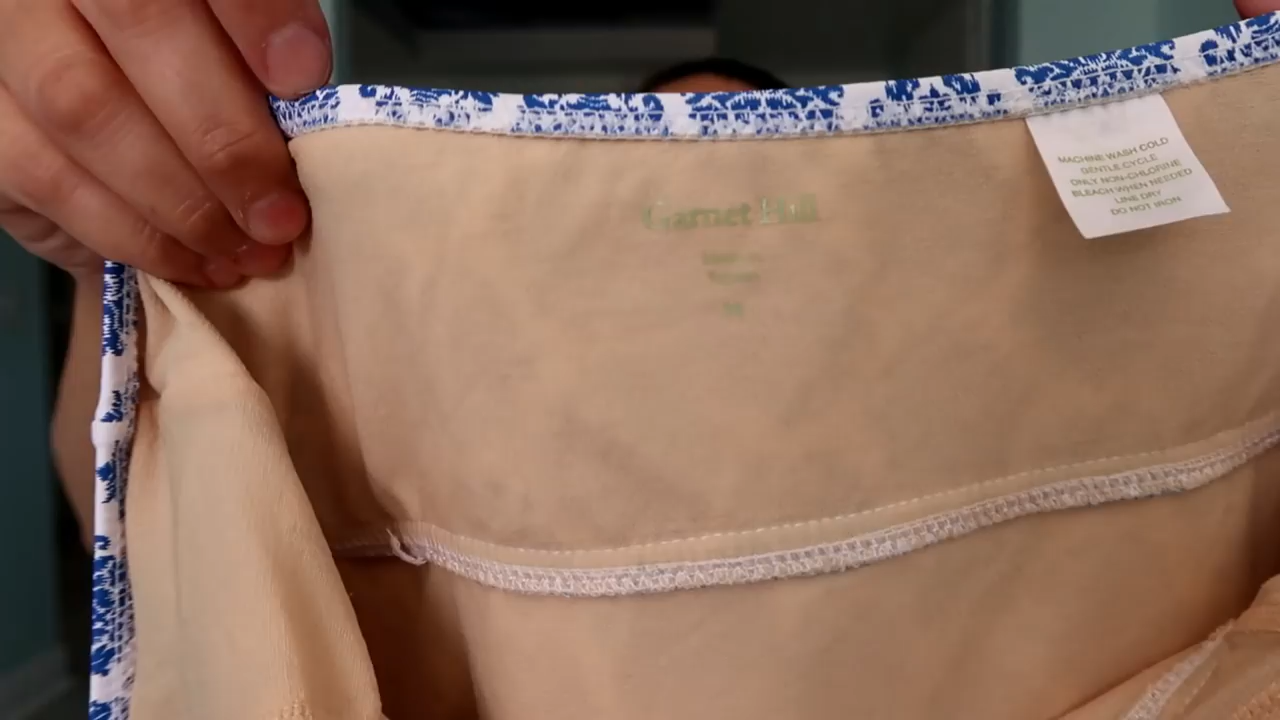 Garnet Hill
MACHINE WASH COLD
GENTLE CYCLE
ONLY NON-CHLORINE
BLEACH WHEN NEEDED
LINE DRY
DO NOT IRON